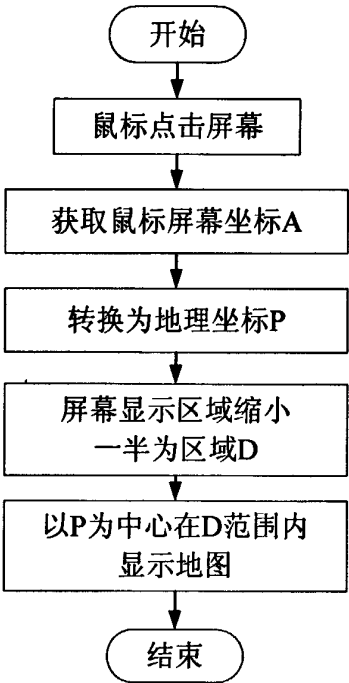 开始
鼠标点击屏幕
获取鼠标屏幕坐标A
转换为地理坐标P
屏幕显示区域缩小
一半为区域D
以P为中心在D范围内
显示地图
结束